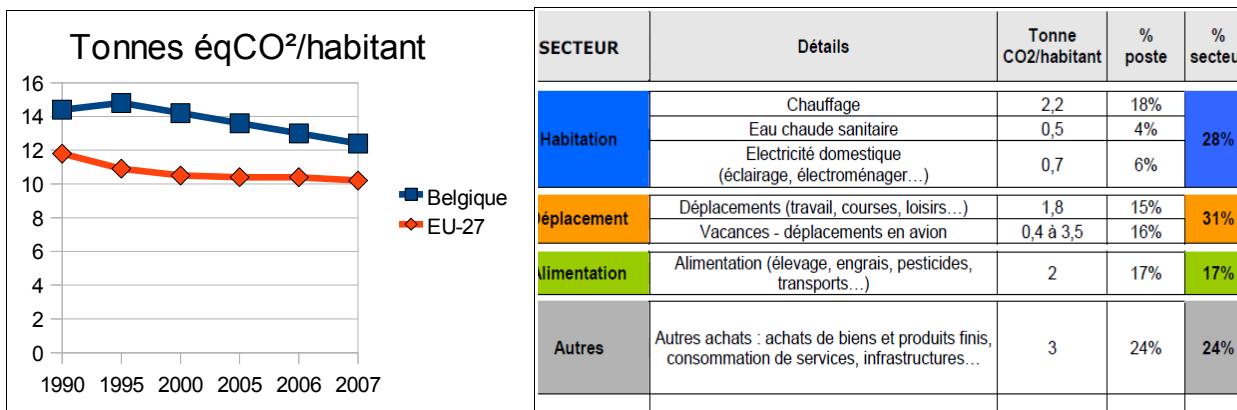 Tonnes éqCO²/habitant
16
14
12
10
8
6
4
2
0
1990 1995 2000 2005 2006 2007
Belgique
EU-27
SECTEUR Détails Tonne CO2/habitant % poste % secteu
Habitation
Chauffage 2,2 18%
Eau chaude sanitaire 0,5 4%
Electricité domestique
(éclairage, électroménager…) 0,7 6%
28%
Déplacement
Déplacements (travail, courses, loisirs…) 1,8 15%
Vacances - déplacements en avion 0,4 à 3,5 16%
31%
Alimentation
Alimentation (élevage, engrais, pesticides,
transports…) 2 17% 17%
Autres
Autres achats : achats de biens et produits finis,
consommation de services, infrastructures… 3 24% 24%